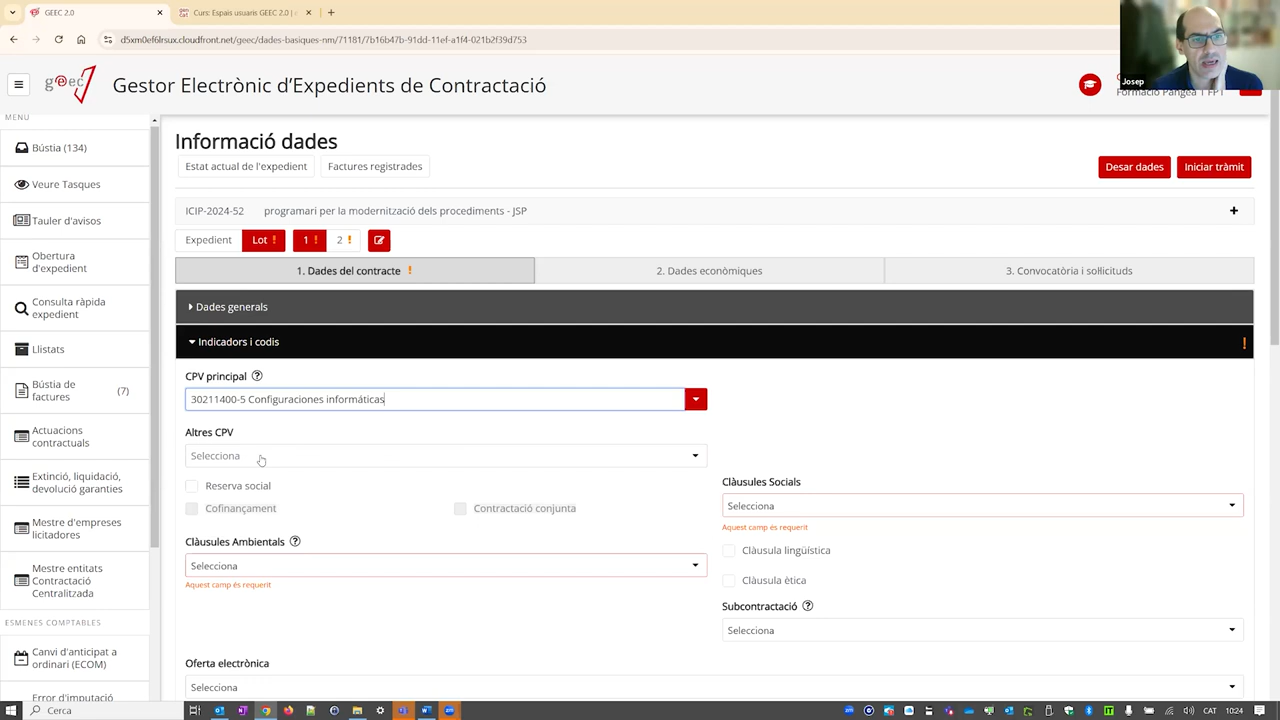 GEEC 2.0
Curs: Espais usuaris GEEC 2.0 | c
d5xm0ef6lrsux.cloudfront.net/geec/dades-basiques-nm/71181/7b16b47b-91dd-11ef-a1f4-021b2f39d753
geec
Gestor Electrònic d'Expedients de Contractació
Josep
Formació Pangea 1 FP1
MENÚ
Bústia (134)
Veure Tasques
Tauler d'avisos
Obertura
d'expedient
Consulta ràpida
expedient
Llistats
Bústia de
factures
(7)
Actuacions
contractuals
Extinció, liquidació,
devolució garanties
Mestre d'empreses
licitadores
Mestre entitats
Contractació
Centralitzada
ESMENES COMPTABLES
Canvi d'anticipat a
ordinari (ECOM)
Error d'imputació
Informació dades
Estat actual de l'expedient
Factures registrades
Desar dades
Iniciar tràmit
ICIP-2024-52 programari per la modernització dels procediments - JSP
+
Expedient Lot ! 1 ! 2 !
1. Dades del contracte !
2. Dades econòmiques
3. Convocatòria i sol·licituds
Dades generals
Indicadors i codis !
CPV principal ?
30211400-5 Configuraciones informáticas
Altres CPV
Selecciona
Reserva social
Cofinançament
Contractació conjunta
Clàusules Socials
Selecciona
Aquest camp és requerit
Clàusules Ambientals ?
Selecciona
Aquest camp és requerit
Clàusula lingüística
Clàusula ètica
Subcontractació ?
Selecciona
Oferta electrònica
Selecciona
Cerca
CAT
10:24